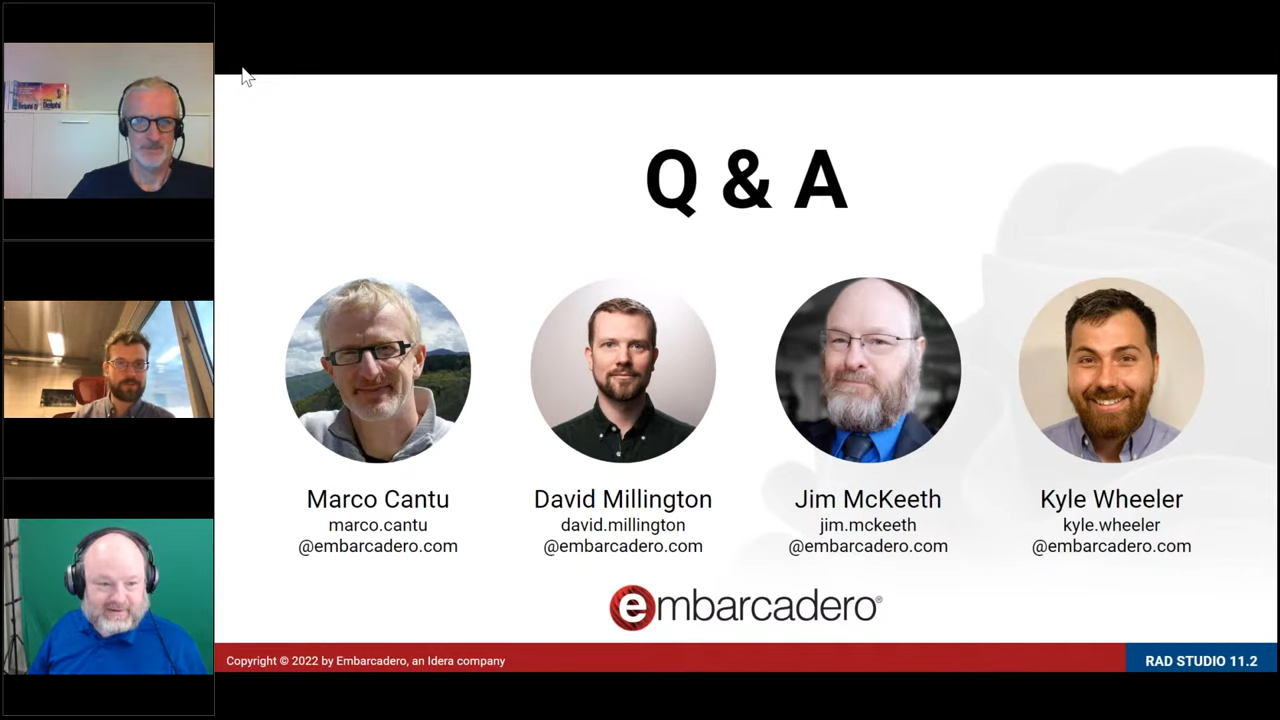 Q & A
Marco Cantu
marco.cantu
@embarcadero.com
David Millington
david.millington
@embarcadero.com
Jim McKeeth
jim.mckeeth
@embarcadero.com
Kyle Wheeler
kyle.wheeler
@embarcadero.com
embarcadero®
Copyright © 2022 by Embarcadero, an Idera company
RAD STUDIO 11.2